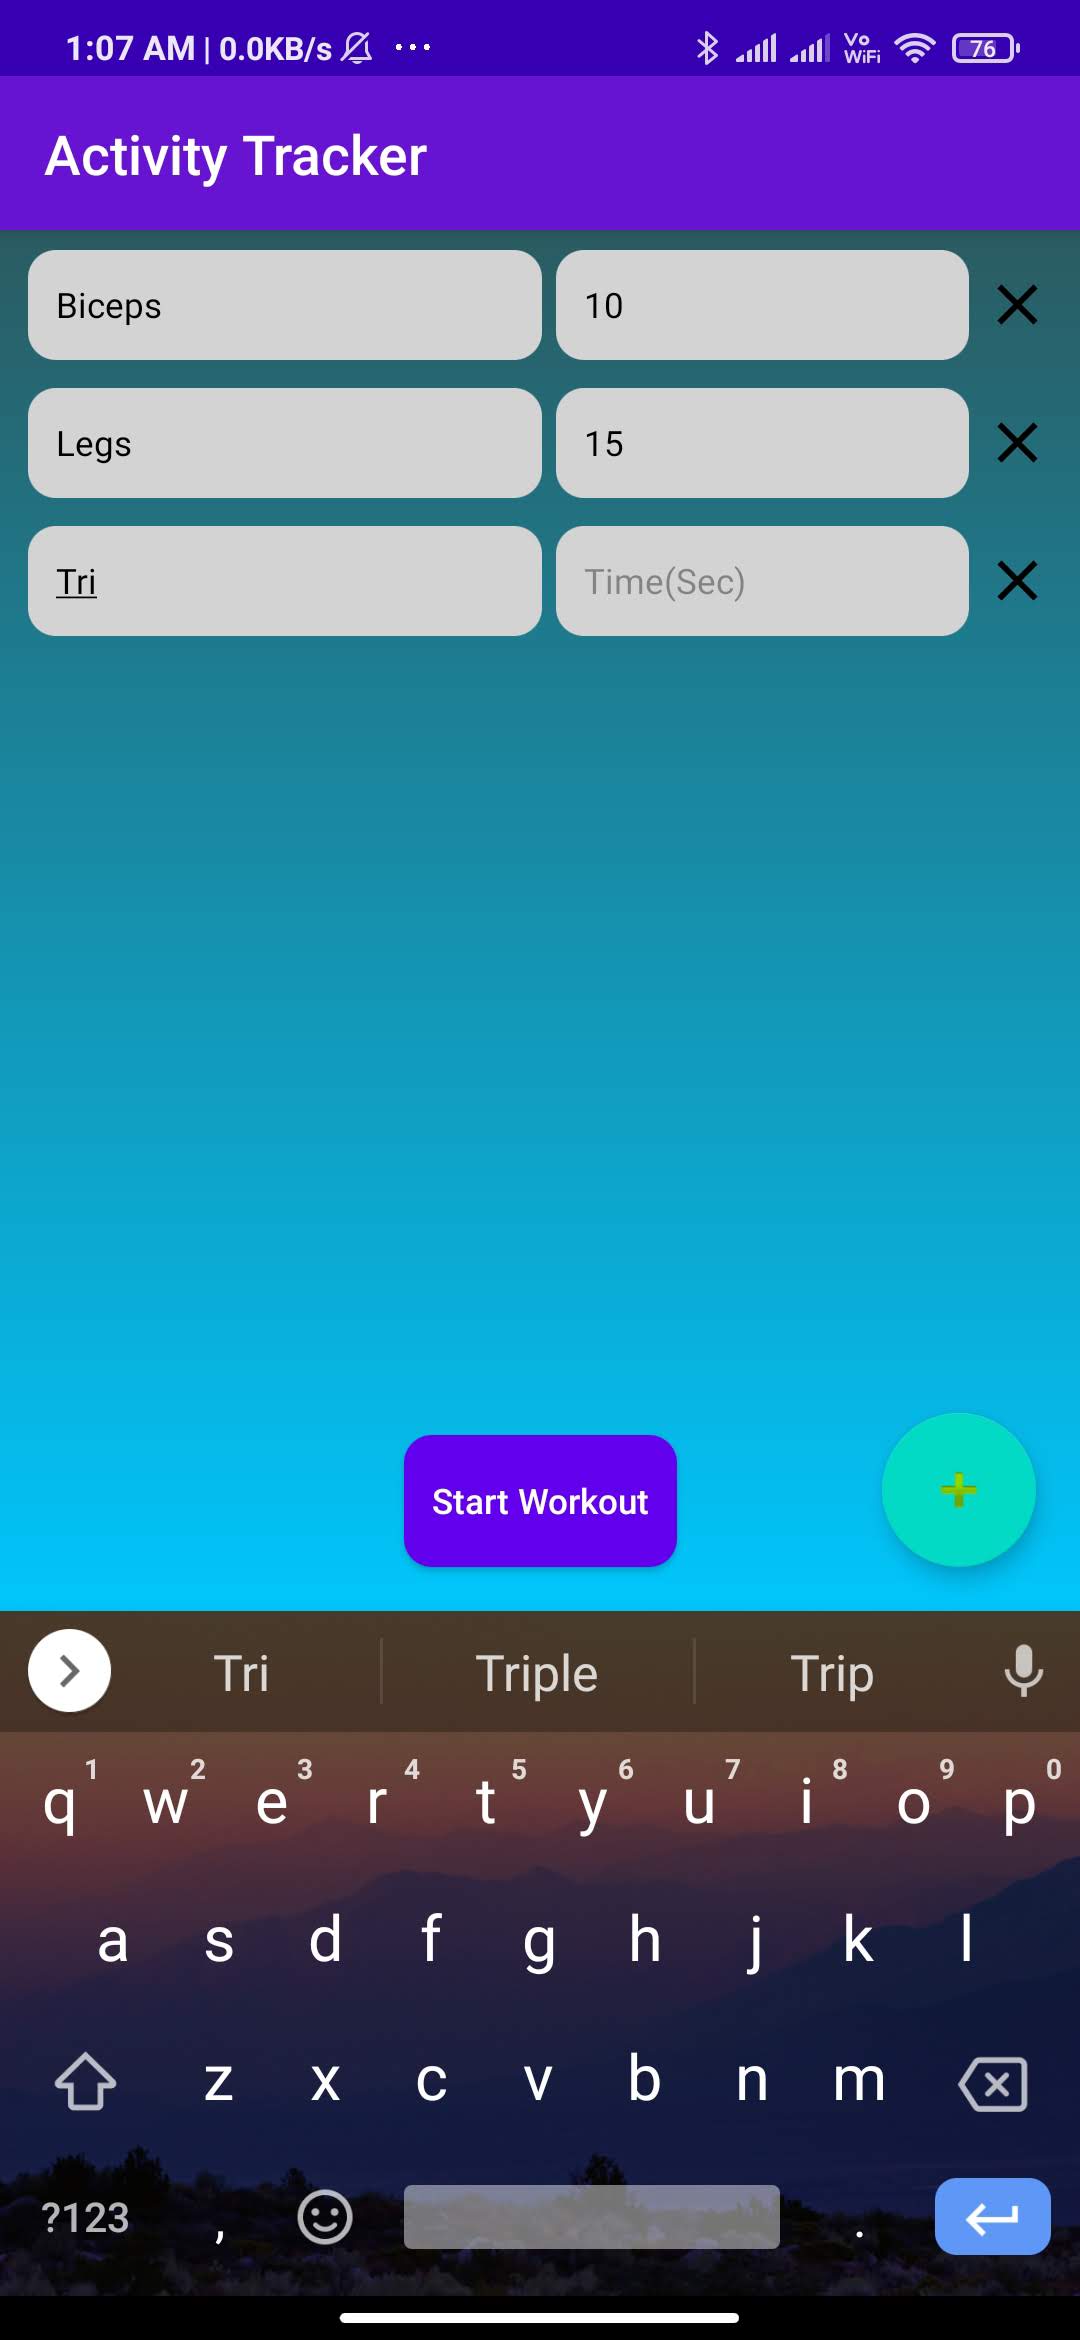 1:07 AM | 0.0KB/s ... Vo WiFi 76
Activity Tracker
Biceps 10
Legs 15
Tri Time(Sec)
Start Workout +
Tri Triple Trip
1 2 3 4 5 6 7 8 9 0
q w e r t y u i o p
a s d f g h j k l
z x c v b n m
?123 , .